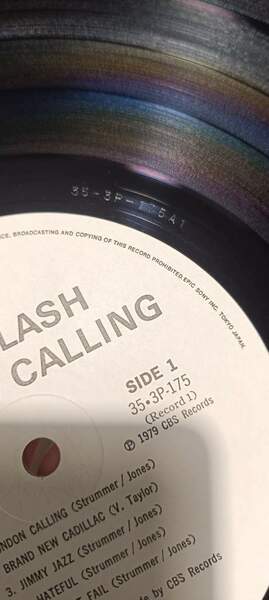 35-3P-175A1
BROADCASTING AND COPYING OF THIS RECORD PROHIBITED. EPIC SONY INC. TOKYO JAPAN.
LASH
CALLING
SIDE 1
35・3P-175
(Record 1)
Ⓟ 1979 CBS Records
NDON CALLING (Strummer/Jones)
BRAND NEW CADILLAC (V. Taylor)
3. JIMMY JAZZ (Strummer/Jones)
HATEFUL (Strummer/Jones)
FAIL (Strummer/Jones)
by CBS Records